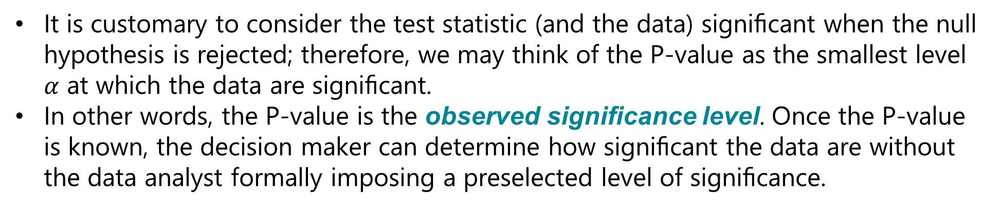 • It is customary to consider the test statistic (and the data) significant when the null
hypothesis is rejected; therefore, we may think of the P-value as the smallest level
𝛼 at which the data are significant.
• In other words, the P-value is the observed significance level. Once the P-value
is known, the decision maker can determine how significant the data are without
the data analyst formally imposing a preselected level of significance.